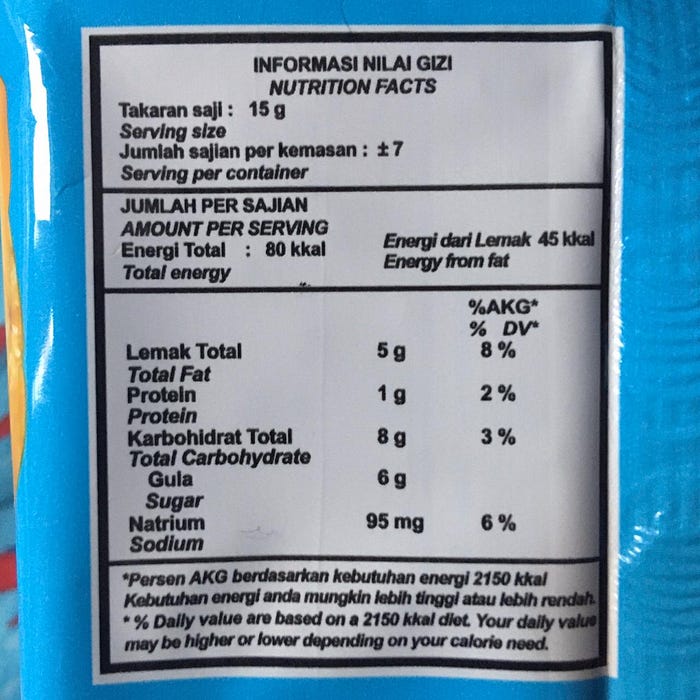 INFORMASI NILAI GIZI
NUTRITION FACTS
Takaran saji : 15 g
Serving size
Jumlah sajian per kemasan : ±7
Serving per container
JUMLAH PER SAJIAN
AMOUNT PER SERVING
Energi Total : 80 kkal Energi dari Lemak 45 kkal
Total energy Energy from fat
%AKG*
% DV*
Lemak Total 5 g 8 %
Total Fat
Protein 1 g 2 %
Protein
Karbohidrat Total 8 g 3 %
Total Carbohydrate
Gula 6 g
Sugar
Natrium 95 mg 6 %
Sodium
*Persen AKG berdasarkan kebutuhan energi 2150 kkal
Kebutuhan energi anda mungkin lebih tinggi atau lebih rendah.
* % Daily value are based on a 2150 kkal diet. Your daily value
may be higher or lower depending on your calorie need.